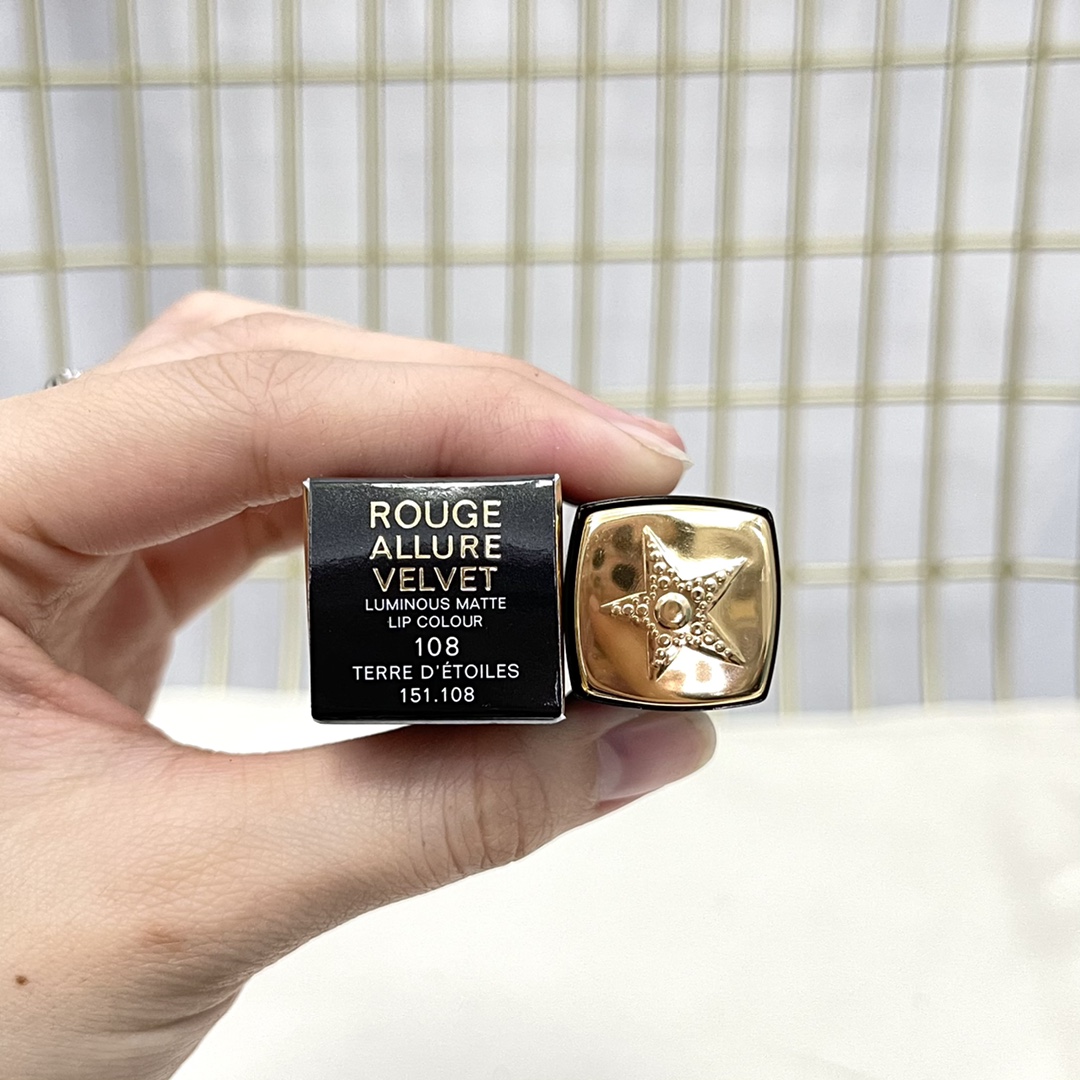 ROUGE
ALLURE
VELVET
LUMINOUS MATTE
LIP COLOUR
108
TERRE D'ÉTOILES
151.108